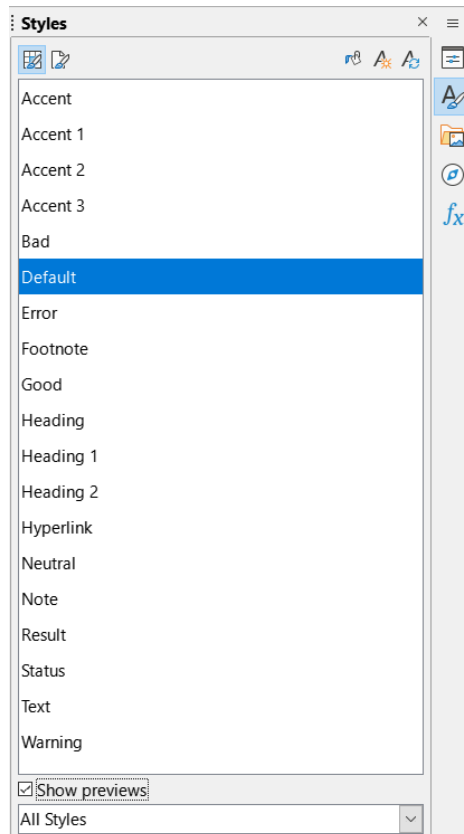 Styles
Accent
Accent 1
Accent 2
Accent 3
Bad
Default
Error
Footnote
Good
Heading
Heading 1
Heading 2
Hyperlink
Neutral
Note
Result
Status
Text
Warning
Show previews
All Styles